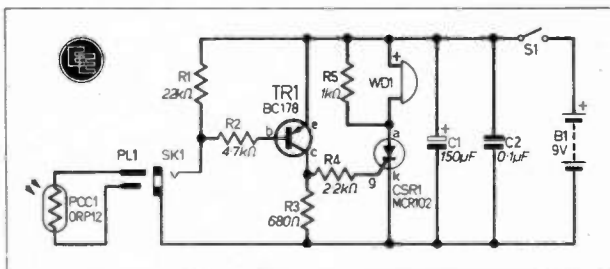 R1
22kΩ
R2
4.7kΩ
TR1
BC178
b
e
c
R3
680Ω
R4
2.2kΩ
R5
1kΩ
+
WD1
a
g
k
CSR1
MCR102
+
C1
150µF
C2
0.1µF
S1
+
B1
9V
PL1
SK1
PCC1
ORP12